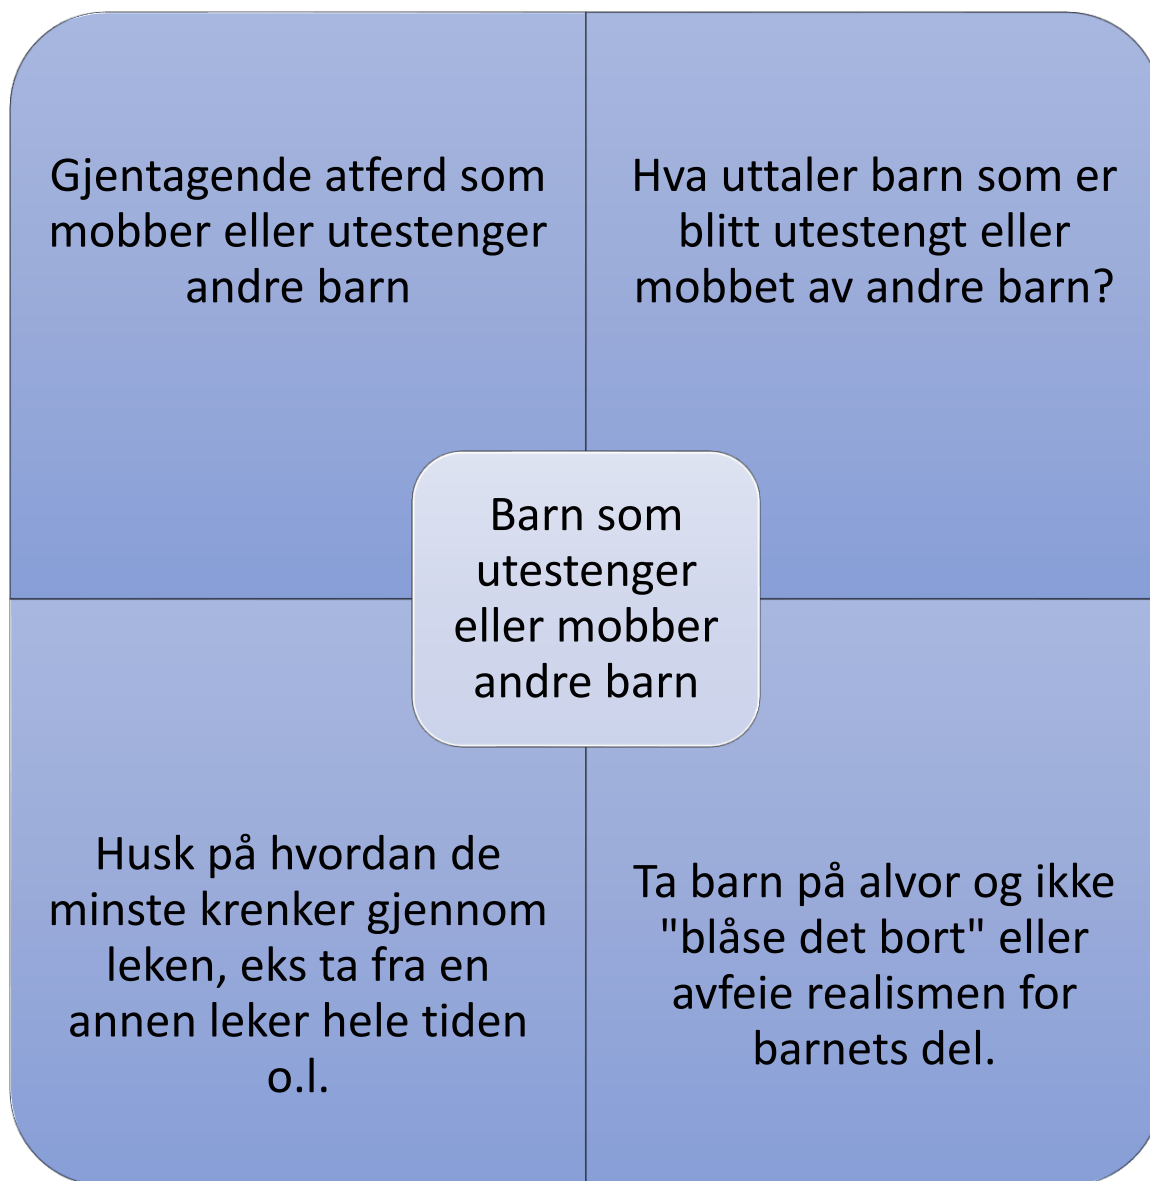 Gjentagende atferd som
mobber eller utestenger
andre barn
Hva uttaler barn som er
blitt utestengt eller
mobbet av andre barn?
Barn som
utestenger
eller mobber
andre barn
Husk på hvordan de
minste krenker gjennom
leken, eks ta fra en
annen leker hele tiden
o.l.
Ta barn på alvor og ikke
"blåse det bort" eller
avfeie realismen for
barnets del.